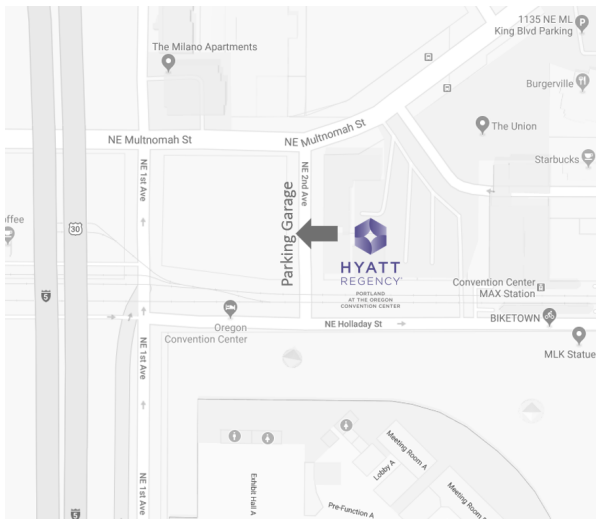 1135 NE ML
King Blvd Parking
P
The Milano Apartments
Burgerville
The Union
NE Multnomah St
NE Multnomah St
Starbucks
NE 1st Ave
NE 2nd Ave
Parking Garage
offee
30
HYATT
REGENCY
PORTLAND
AT THE OREGON
CONVENTION CENTER
Convention Center
MAX Station
5
BIKETOWN
Oregon
Convention Center
NE Holladay St
MLK Statue
NE 1st Ave
Meeting Room A
Lobby A
Exhibit Hall A
NE 1st Ave
Meeting Room
Pre-Function A
5